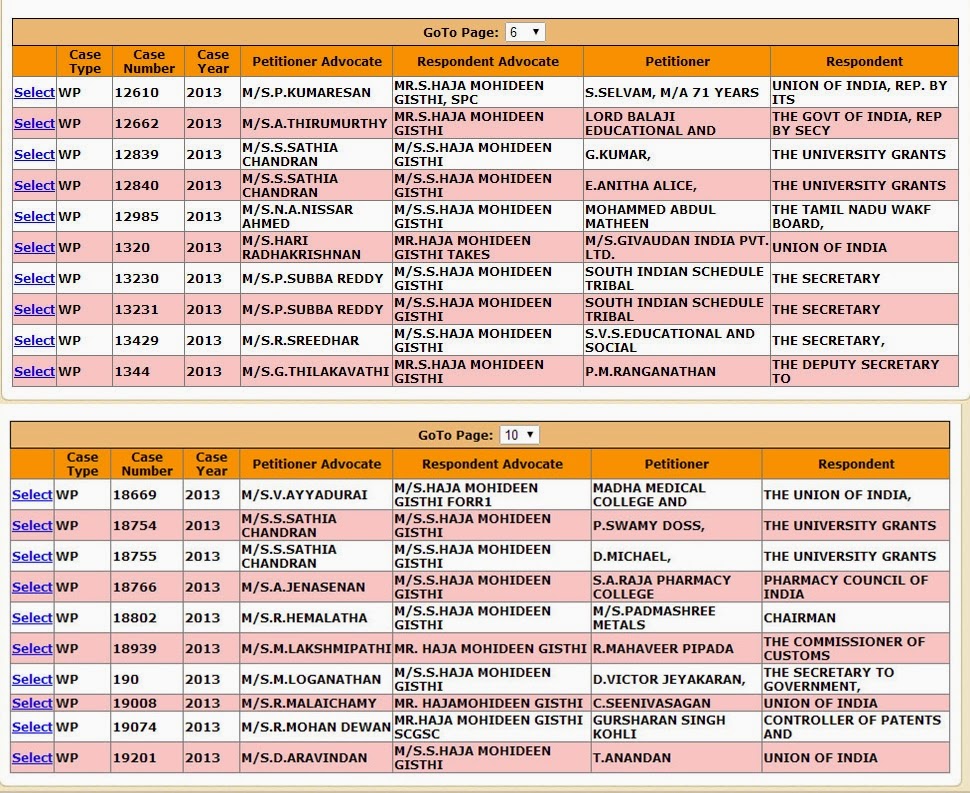 GoTo Page: 6
Case Type Case Number Case Year Petitioner Advocate Respondent Advocate Petitioner Respondent
Select WP 12610 2013 M/S.P.KUMARESAN MR.S.HAJA MOHIDEEN GISTHI, SPC S.SELVAM, M/A 71 YEARS UNION OF INDIA, REP. BY ITS
Select WP 12662 2013 M/S.A.THIRUMURTHY MR.S.HAJA MOHIDEEN GISTHI LORD BALAJI EDUCATIONAL AND THE GOVT OF INDIA, REP BY SECY
Select WP 12839 2013 M/S.S.SATHIA CHANDRAN M/S.S.HAJA MOHIDEEN GISTHI G.KUMAR, THE UNIVERSITY GRANTS
Select WP 12840 2013 M/S.S.SATHIA CHANDRAN M/S.S.HAJA MOHIDEEN GISTHI E.ANITHA ALICE, THE UNIVERSITY GRANTS
Select WP 12985 2013 M/S.N.A.NISSAR AHMED M/S.S.HAJA MOHIDEEN GISTHI MOHAMMED ABDUL MATHEEN THE TAMIL NADU WAKF BOARD,
Select WP 1320 2013 M/S.HARI RADHAKRISHNAN MR.HAJA MOHIDEEN GISTHI TAKES M/S.GIVAUDAN INDIA PVT. LTD. UNION OF INDIA
Select WP 13230 2013 M/S.P.SUBBA REDDY M/S.S.HAJA MOHIDEEN GISTHI SOUTH INDIAN SCHEDULE TRIBAL THE SECRETARY
Select WP 13231 2013 M/S.P.SUBBA REDDY M/S.S.HAJA MOHIDEEN GISTHI SOUTH INDIAN SCHEDULE TRIBAL THE SECRETARY
Select WP 13429 2013 M/S.R.SREEDHAR M/S.S.HAJA MOHIDEEN GISTHI S.V.S.EDUCATIONAL AND SOCIAL THE SECRETARY,
Select WP 1344 2013 M/S.G.THILAKAVATHI MR.S.HAJA MOHIDEEN GISTHI P.M.RANGANATHAN THE DEPUTY SECRETARY TO
GoTo Page: 10
Case Type Case Number Case Year Petitioner Advocate Respondent Advocate Petitioner Respondent
Select WP 18669 2013 M/S.V.AYYADURAI M/S.HAJA MOHIDEEN GISTHI FORR1 MADHA MEDICAL COLLEGE AND THE UNION OF INDIA,
Select WP 18754 2013 M/S.S.SATHIA CHANDRAN M/S.S.HAJA MOHIDEEN GISTHI P.SWAMY DOSS, THE UNIVERSITY GRANTS
Select WP 18755 2013 M/S.S.SATHIA CHANDRAN M/S.S.HAJA MOHIDEEN GISTHI D.MICHAEL, THE UNIVERSITY GRANTS
Select WP 18766 2013 M/S.A.JENASENAN M/S.S.HAJA MOHIDEEN GISTHI S.A.RAJA PHARMACY COLLEGE PHARMACY COUNCIL OF INDIA
Select WP 18802 2013 M/S.R.HEMALATHA M/S.S.HAJA MOHIDEEN GISTHI M/S.PADMASHREE METALS CHAIRMAN
Select WP 18939 2013 M/S.M.LAKSHMIPATHI MR. HAJA MOHIDEEN GISTHI R.MAHAVEER PIPADA THE COMMISSIONER OF CUSTOMS
Select WP 190 2013 M/S.M.LOGANATHAN M/S.S.HAJA MOHIDEEN GISTHI D.VICTOR JEYAKARAN, THE SECRETARY TO GOVERNMENT,
Select WP 19008 2013 M/S.R.MALAICHAMY MR. HAJAMOHIDEEN GISTHI C.SEENIVASAGAN UNION OF INDIA
Select WP 19074 2013 M/S.R.MOHAN DEWAN MR.HAJA MOHIDEEN GISTHI SCGSC GURSHARAN SINGH KOHLI CONTROLLER OF PATENTS AND
Select WP 19201 2013 M/S.D.ARAVINDAN M/S.S.HAJA MOHIDEEN GISTHI T.ANANDAN UNION OF INDIA